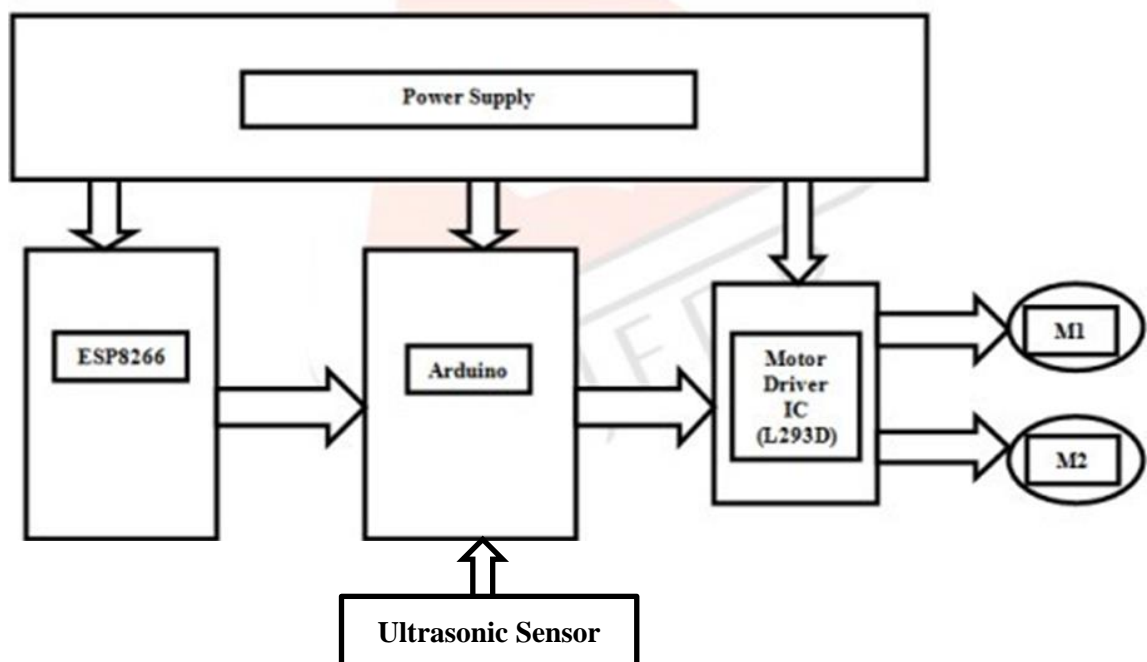 Power Supply
ESP8266
Arduino
Motor
Driver
IC
(L293D)
M1
M2
Ultrasonic Sensor